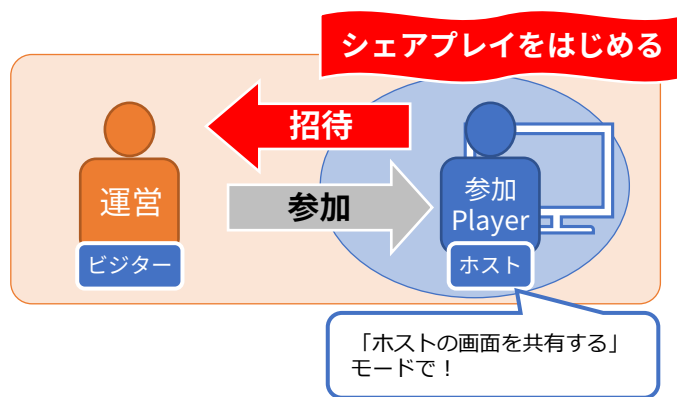 シェアプレイをはじめる
招待
運営
参加
参加
Player
ビジター
ホスト
「ホストの画面を共有する」
モードで！